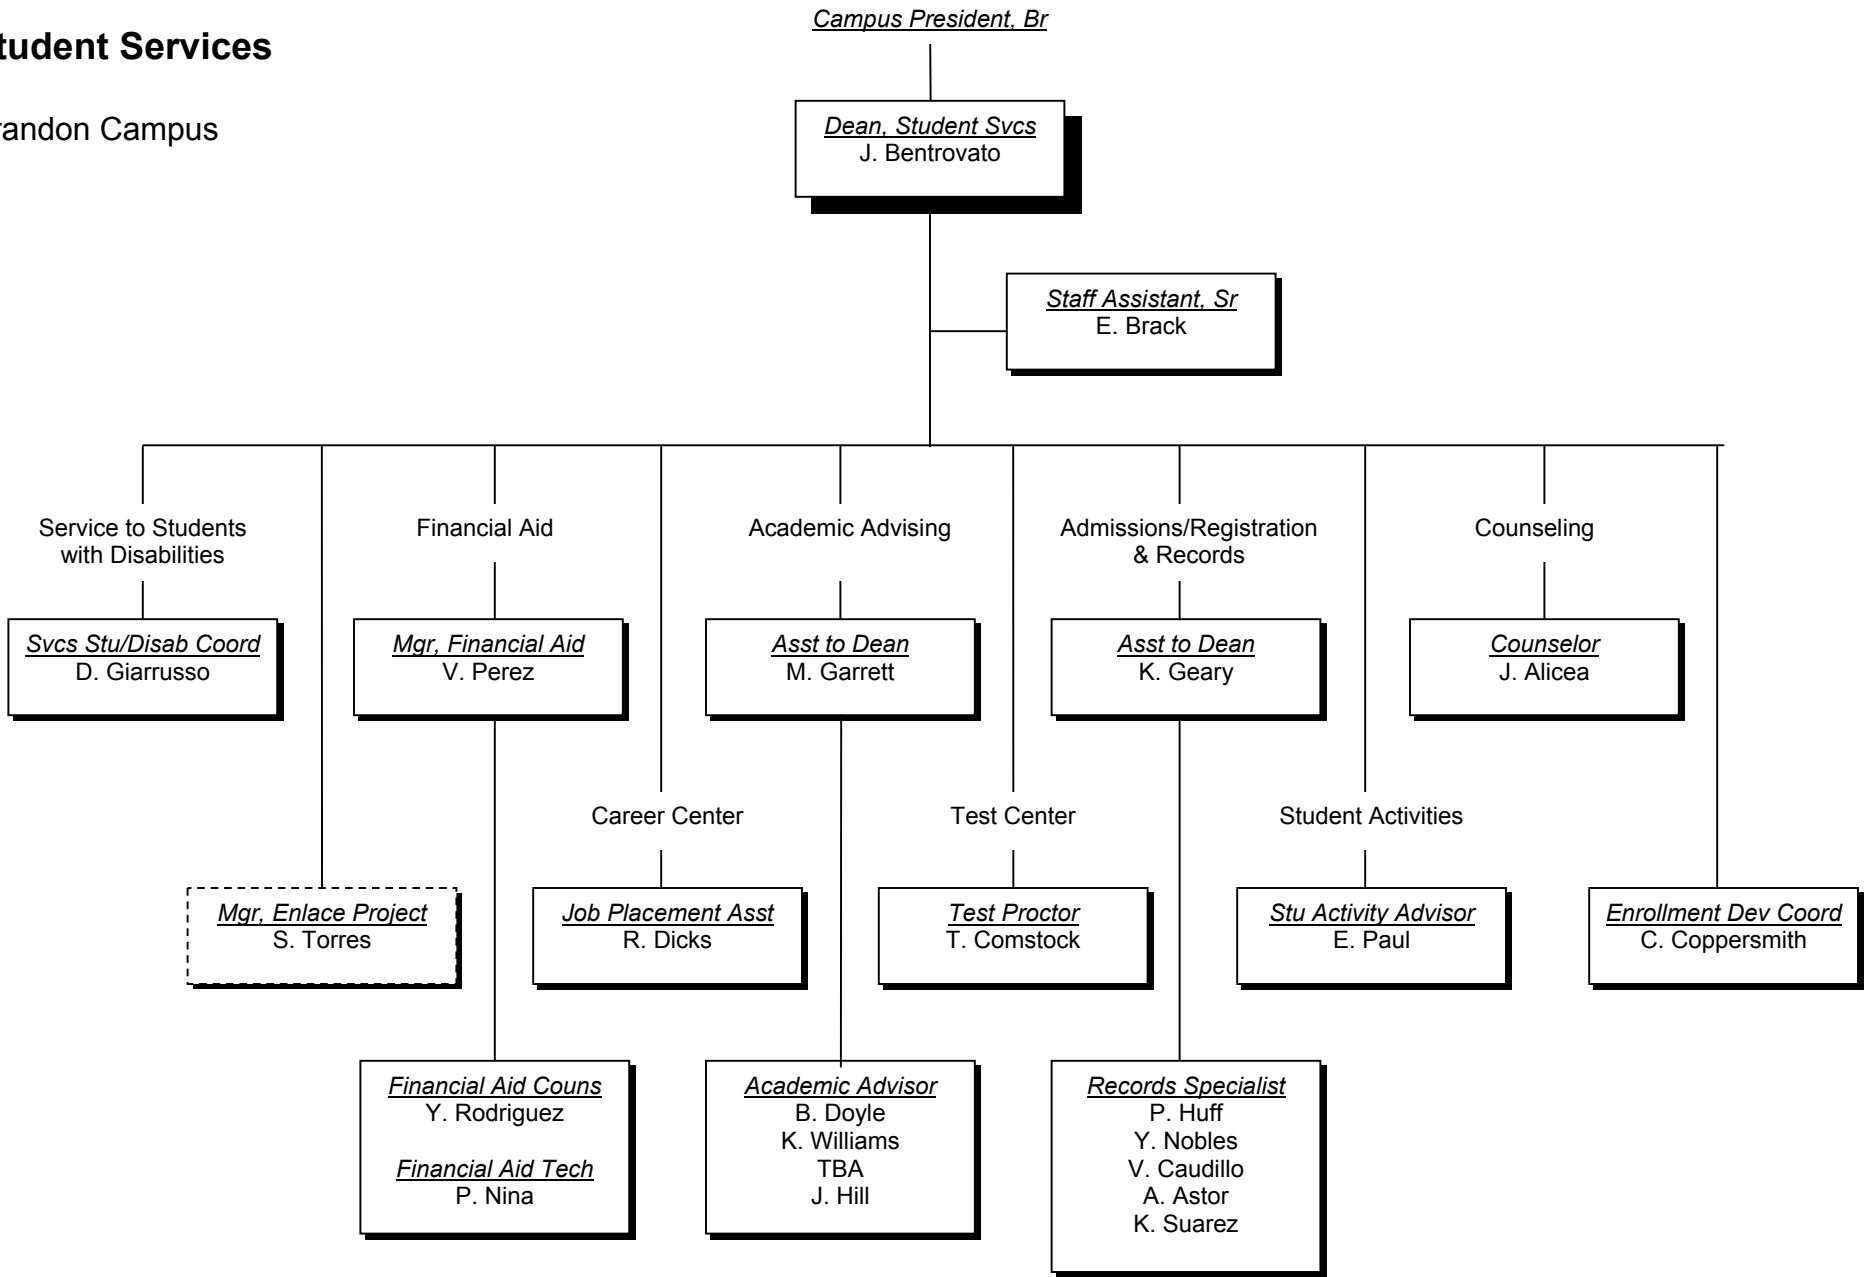 Campus President, Br
tudent Services
randon Campus
Dean, Student Svcs
J. Bentrovato
Staff Assistant, Sr
E. Brack
Service to Students
with Disabilities
Financial Aid
Academic Advising
Admissions/Registration
& Records
Counseling
Svcs Stu/Disab Coord
D. Giarrusso
Mgr, Financial Aid
V. Perez
Asst to Dean
M. Garrett
Asst to Dean
K. Geary
Counselor
J. Alicea
Career Center
Test Center
Student Activities
Mgr, Enlace Project
S. Torres
Job Placement Asst
R. Dicks
Test Proctor
T. Comstock
Stu Activity Advisor
E. Paul
Enrollment Dev Coord
C. Coppersmith
Financial Aid Couns
Y. Rodriguez
Financial Aid Tech
P. Nina
Academic Advisor
B. Doyle
K. Williams
TBA
J. Hill
Records Specialist
P. Huff
Y. Nobles
V. Caudillo
A. Astor
K. Suarez